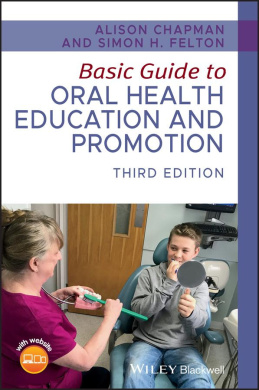 ALISON CHAPMAN
AND SIMON H. FELTON
Basic Guide to
ORAL HEALTH
EDUCATION AND
PROMOTION
THIRD EDITION
with website
WILEY Blackwell